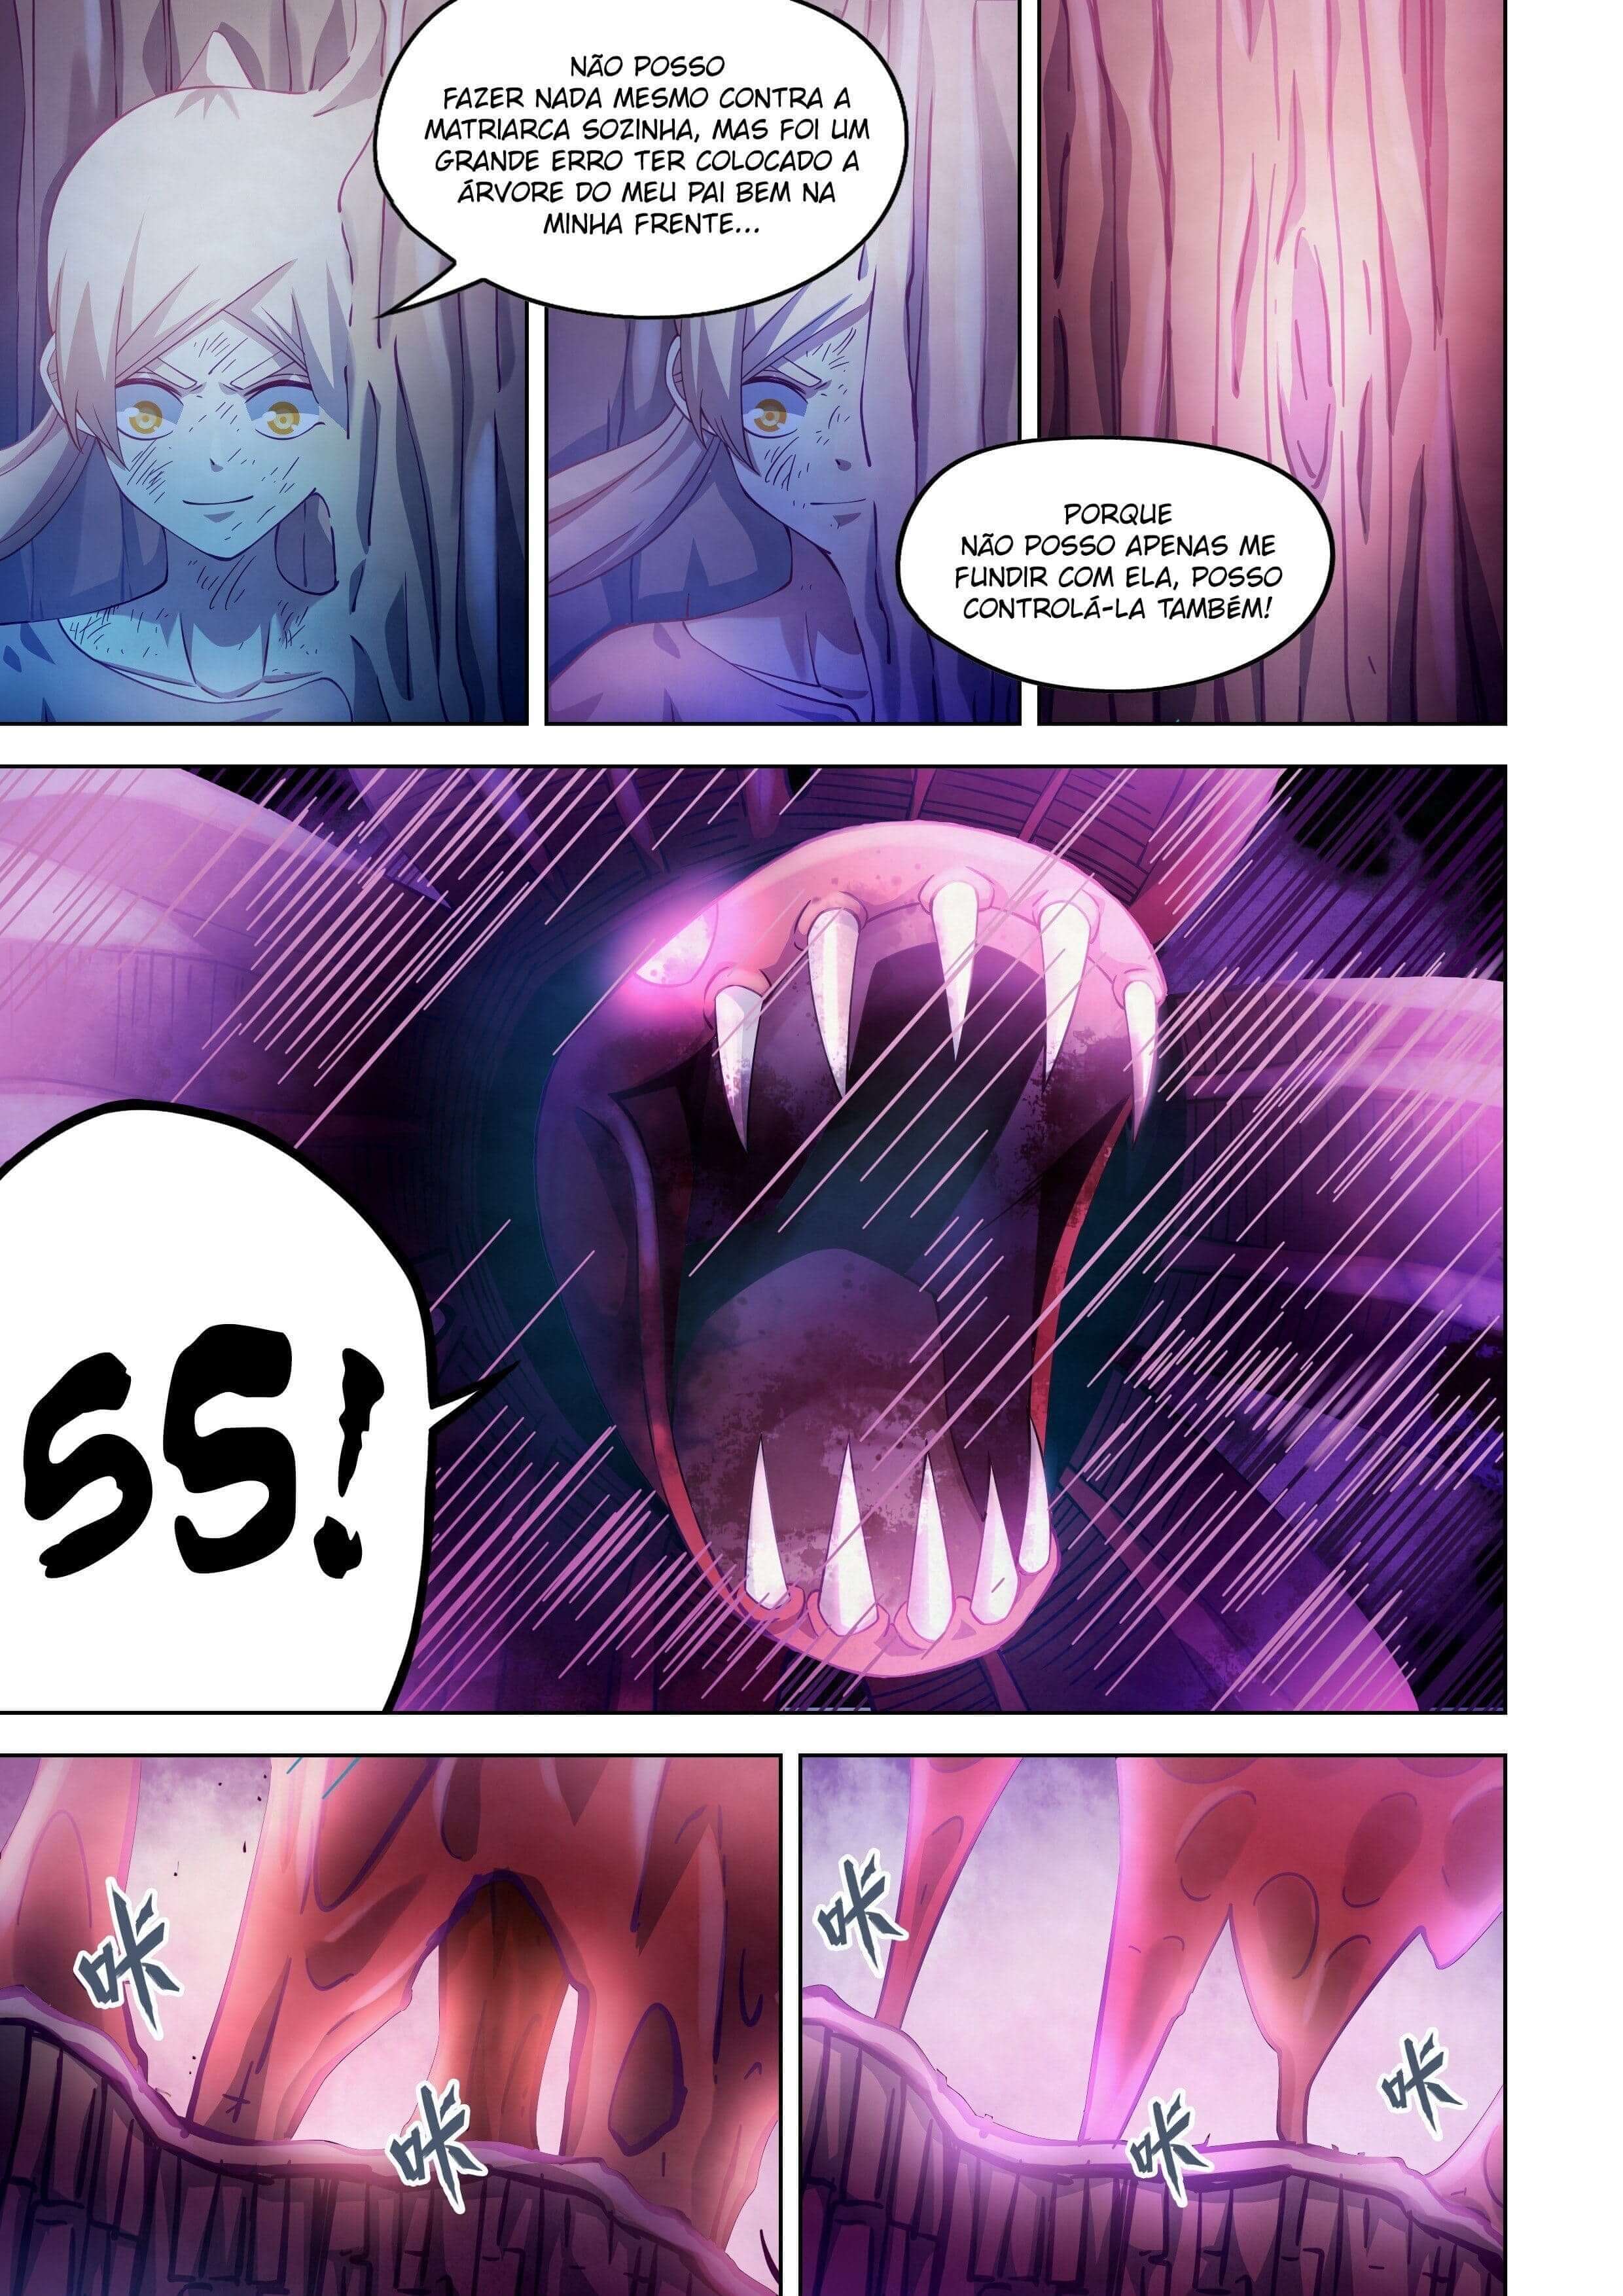 NÃO POSSO
FAZER NADA MESMO CONTRA A
MATRIARCA SOZINHA, MAS FOI UM
GRANDE ERRO TER COLOCADO A
ÁRVORE DO MEU PAI BEM NA
MINHA FRENTE...
PORQUE
NÃO POSSO APENAS ME
FUNDIR COM ELA, POSSO
CONTROLÁ-LA TAMBÉM!
SS!
咔
咔
咔
咔
咔